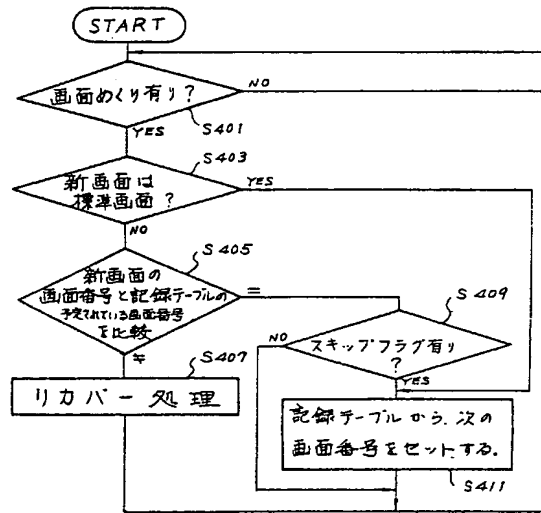 START
画面めくり有り?
NO
S401
YES
S403
新画面は
標準画面?
YES
NO
S405
新画面の
画面番号と記録テーブルの
予定されている画面番号
を比較
=
≠
S407
リカバー処理
S409
NO
スキップフラグ有り
?
YES
記録テーブルから、次の
画面番号をセットする。
S411